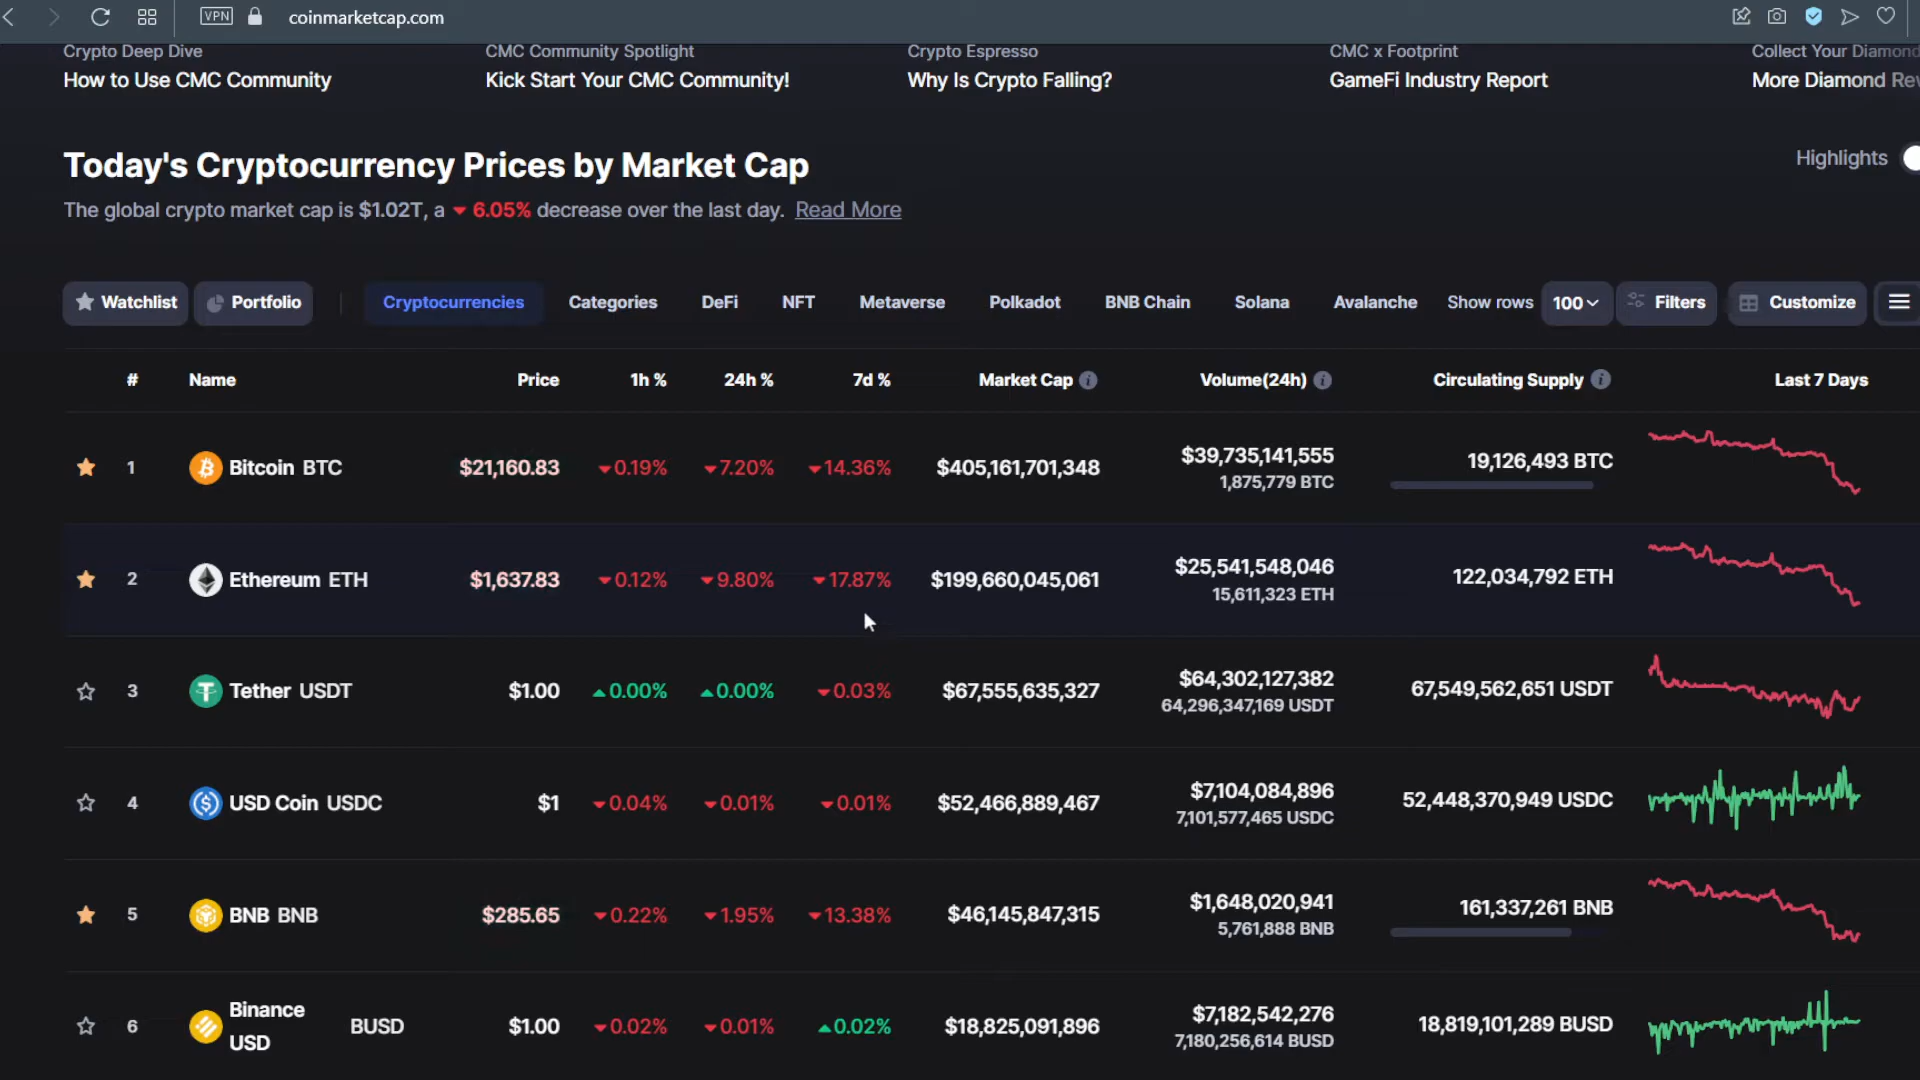 VPN coinmarketcap.com
Crypto Deep Dive
How to Use CMC Community
CMC Community Spotlight
Kick Start Your CMC Community!
Crypto Espresso
Why Is Crypto Falling?
CMC x Footprint
GameFi Industry Report
Collect Your Diamond
More Diamond Rew
Today's Cryptocurrency Prices by Market Cap
Highlights
The global crypto market cap is $1.02T, a 6.05% decrease over the last day. Read More
Watchlist Portfolio Cryptocurrencies Categories DeFi NFT Metaverse Polkadot BNB Chain Solana Avalanche Show rows 100 Filters Customize
# Name Price 1h % 24h % 7d % Market Cap Volume(24h) Circulating Supply Last 7 Days
1 Bitcoin BTC $21,160.83 0.19% 7.20% 14.36% $405,161,701,348 $39,735,141,555 19,126,493 BTC
1,875,779 BTC
2 Ethereum ETH $1,637.83 0.12% 9.80% 17.87% $199,660,045,061 $25,541,548,046 122,034,792 ETH
15,611,323 ETH
3 Tether USDT $1.00 0.00% 0.00% 0.03% $67,555,635,327 $64,302,127,382 67,549,562,651 USDT
64,296,347,169 USDT
4 USD Coin USDC $1 0.04% 0.01% 0.01% $52,466,889,467 $7,104,084,896 52,448,370,949 USDC
7,101,577,465 USDC
5 BNB BNB $285.65 0.22% 1.95% 13.38% $46,145,847,315 $1,648,020,941 161,337,261 BNB
5,761,888 BNB
6 Binance USD BUSD $1.00 0.02% 0.01% 0.02% $18,825,091,896 $7,182,542,276 18,819,101,289 BUSD
7,180,256,614 BUSD